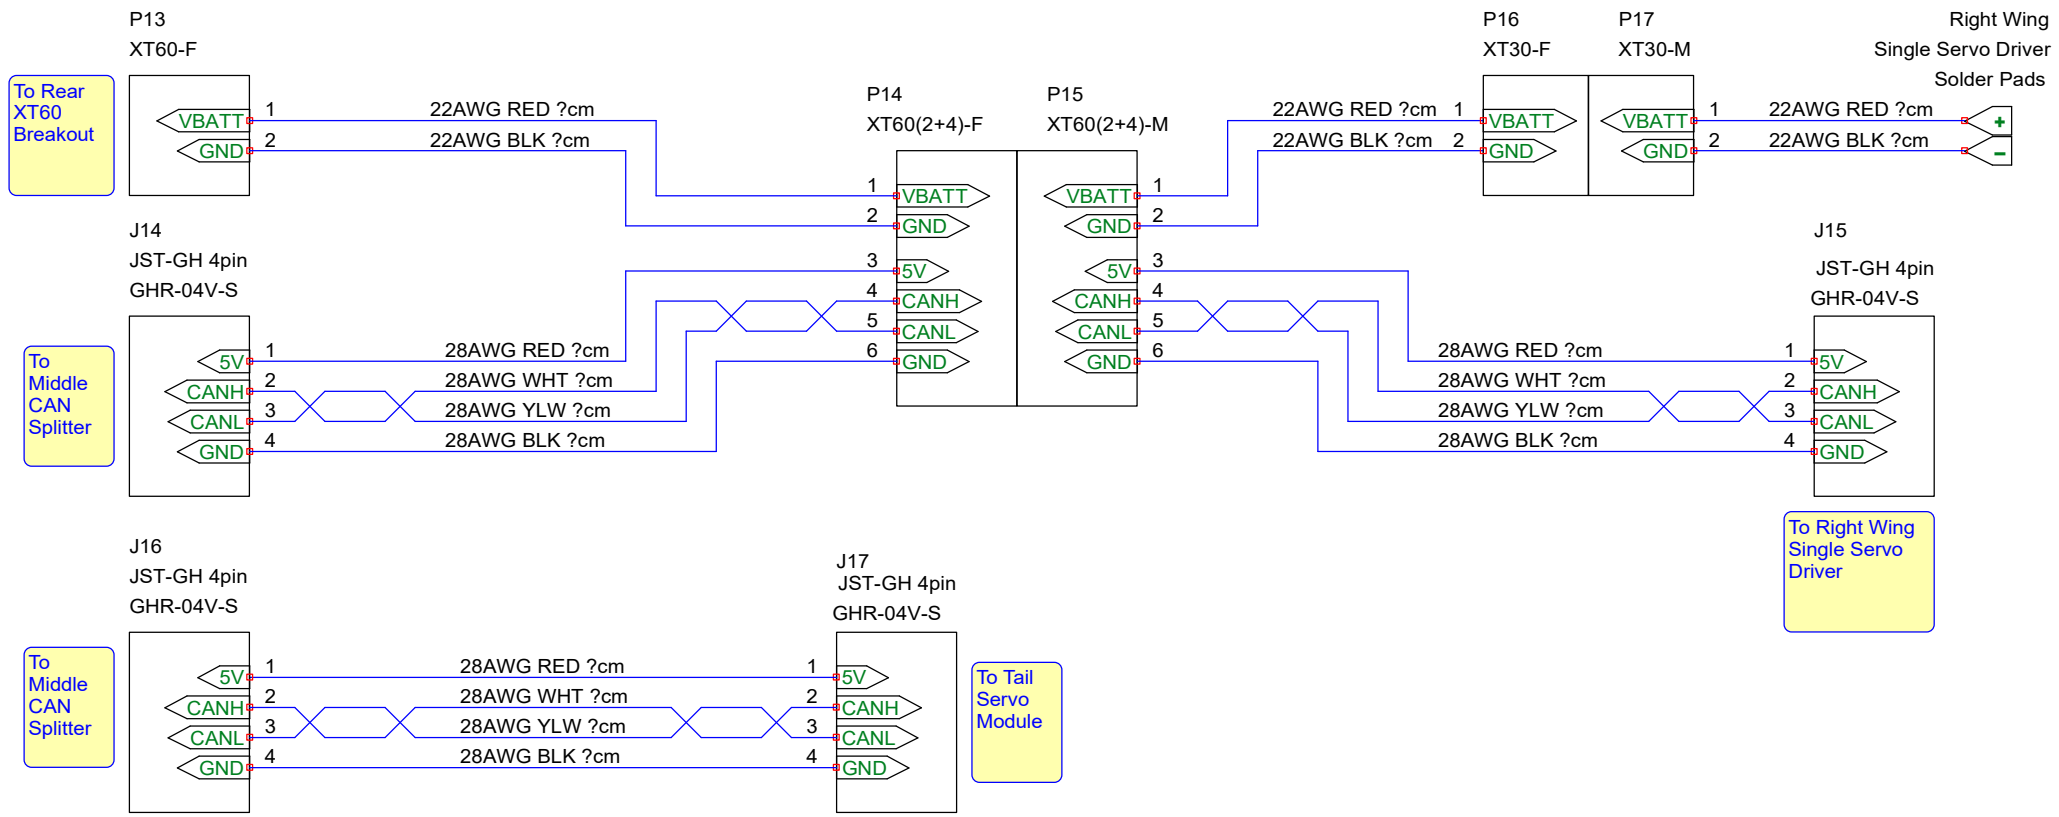 P13
XT60-F
To Rear
XT60
Breakout
VBATT
GND
1
2
22AWG RED ?cm
22AWG BLK ?cm
P14
XT60(2+4)-F
1
2
3
4
5
6
VBATT
GND
5V
CANH
CANL
GND
P15
XT60(2+4)-M
VBATT
GND
5V
CANH
CANL
GND
1
2
3
4
5
6
22AWG RED ?cm
22AWG BLK ?cm
1
2
P16
XT30-F
VBATT
GND
P17
XT30-M
VBATT
GND
1
2
22AWG RED ?cm
22AWG BLK ?cm
Right Wing
Single Servo Driver
Solder Pads
+
−
J14
JST-GH 4pin
GHR-04V-S
To
Middle
CAN
Splitter
5V
CANH
CANL
GND
1
2
3
4
28AWG RED ?cm
28AWG WHT ?cm
28AWG YLW ?cm
28AWG BLK ?cm
28AWG RED ?cm
28AWG WHT ?cm
28AWG YLW ?cm
28AWG BLK ?cm
1
2
3
4
J15
JST-GH 4pin
GHR-04V-S
5V
CANH
CANL
GND
To Right Wing
Single Servo
Driver
J16
JST-GH 4pin
GHR-04V-S
To
Middle
CAN
Splitter
5V
CANH
CANL
GND
1
2
3
4
28AWG RED ?cm
28AWG WHT ?cm
28AWG YLW ?cm
28AWG BLK ?cm
1
2
3
4
J17
JST-GH 4pin
GHR-04V-S
5V
CANH
CANL
GND
To Tail
Servo
Module